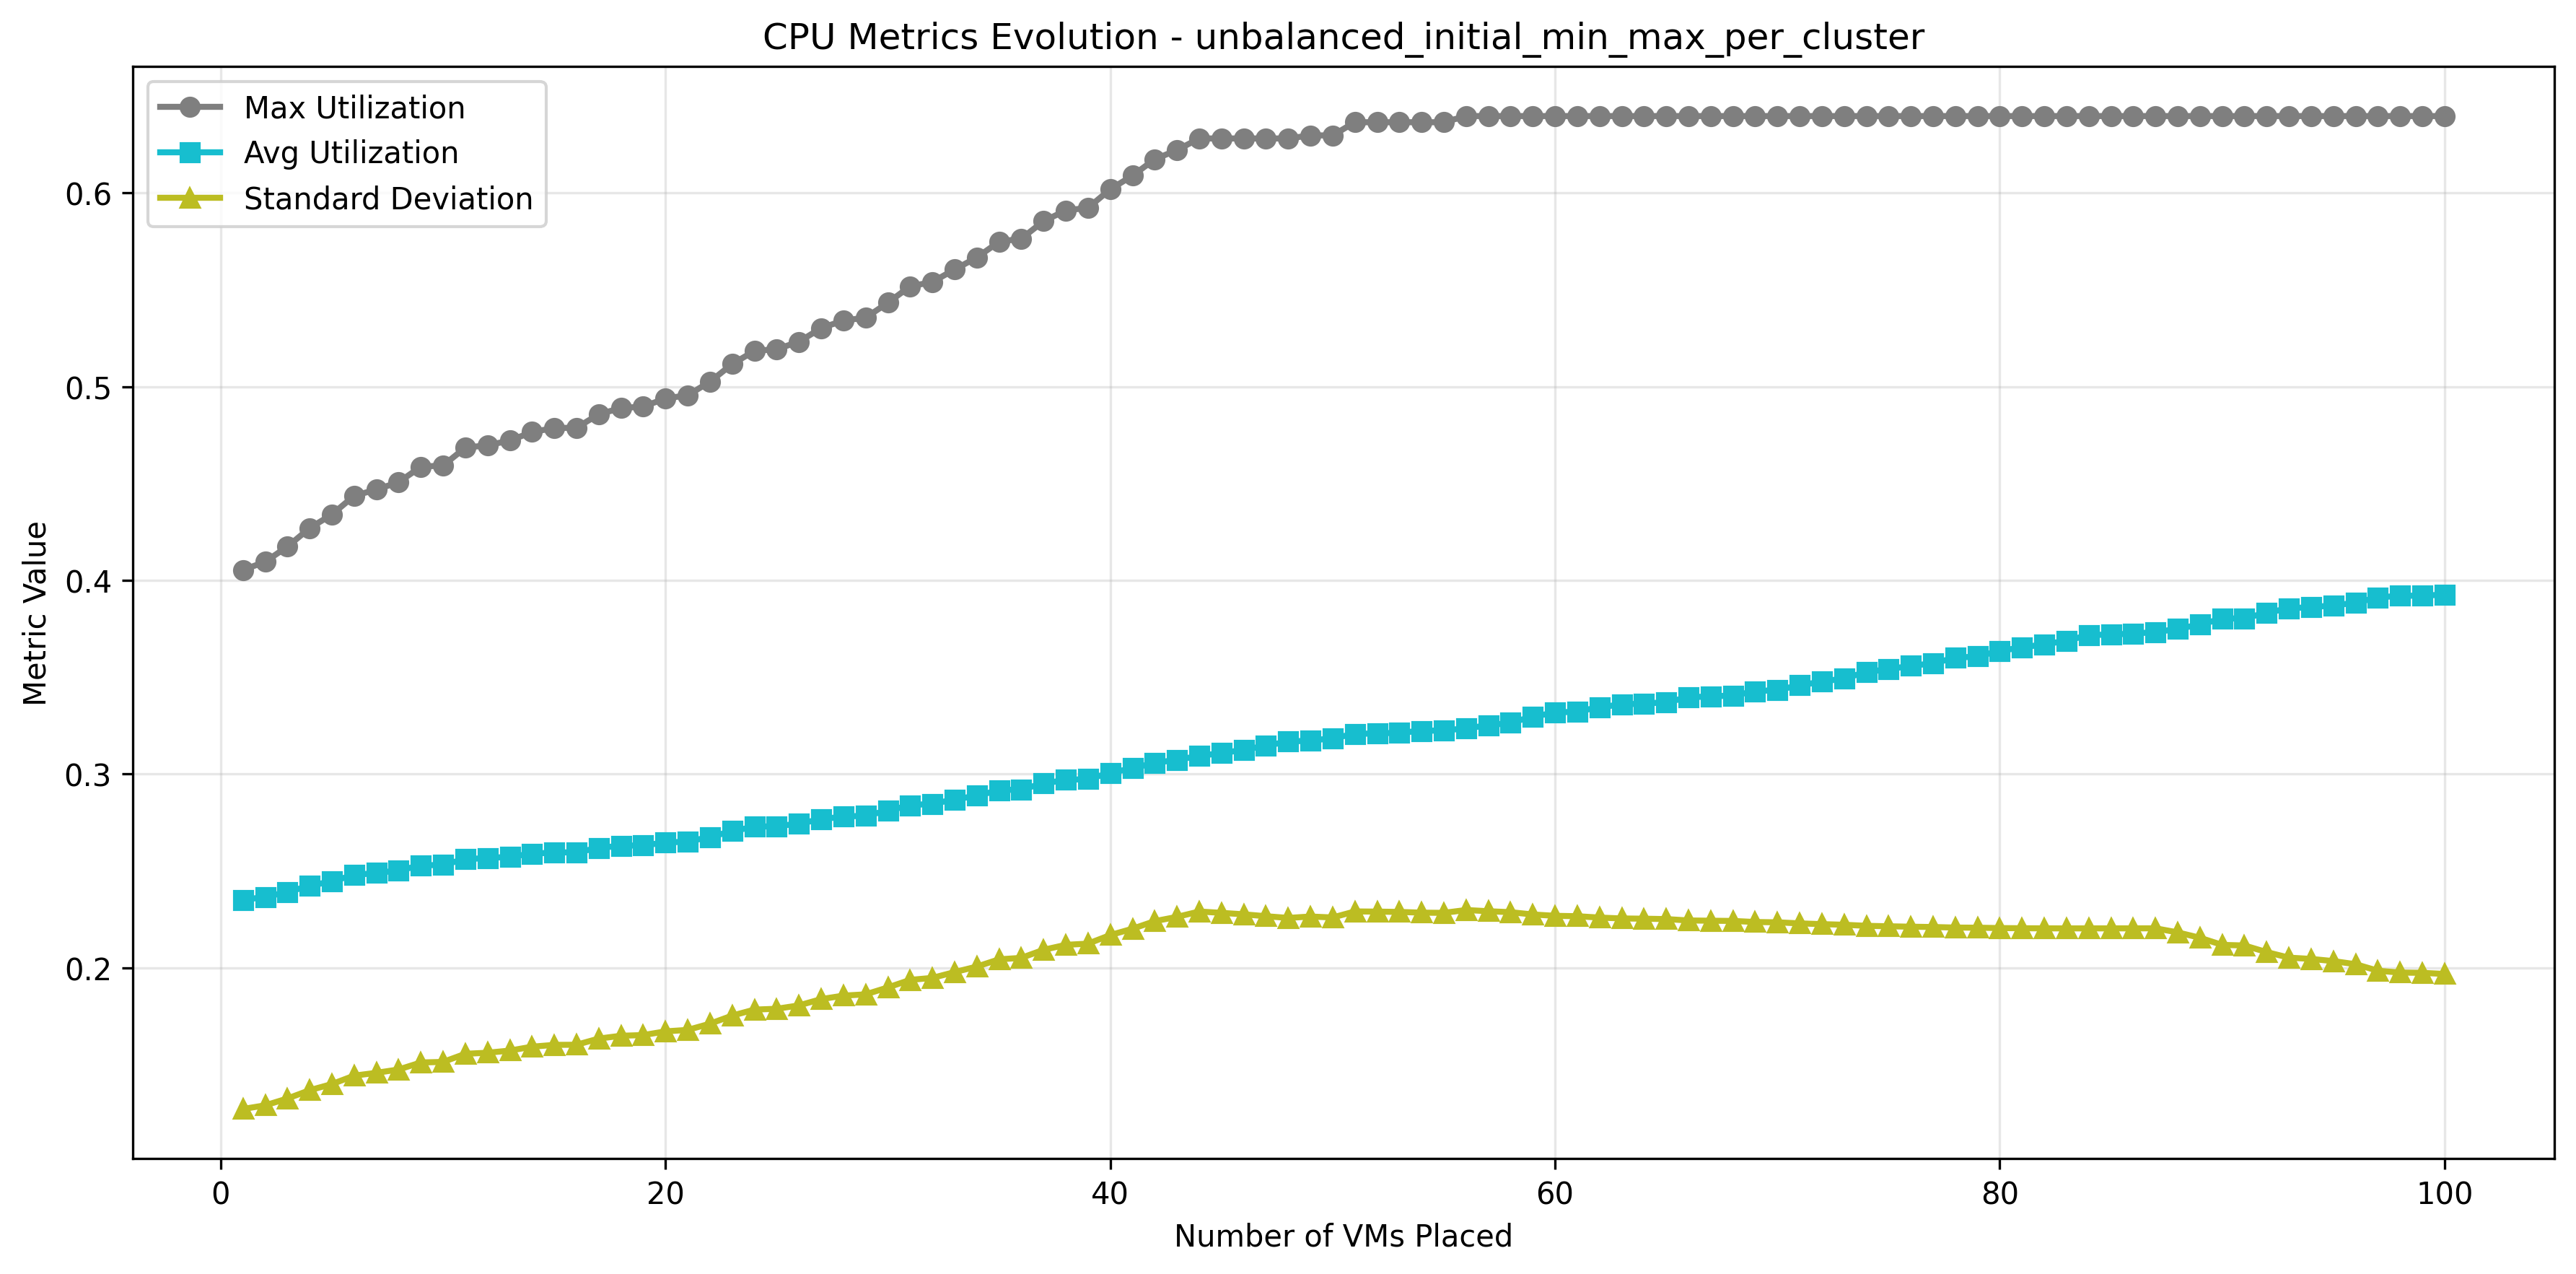 CPU Metrics Evolution - unbalanced_initial_min_max_per_cluster
Max Utilization
Avg Utilization
Standard Deviation
Metric Value
0.6
0.5
0.4
0.3
0.2
0
20
40
60
80
100
Number of VMs Placed